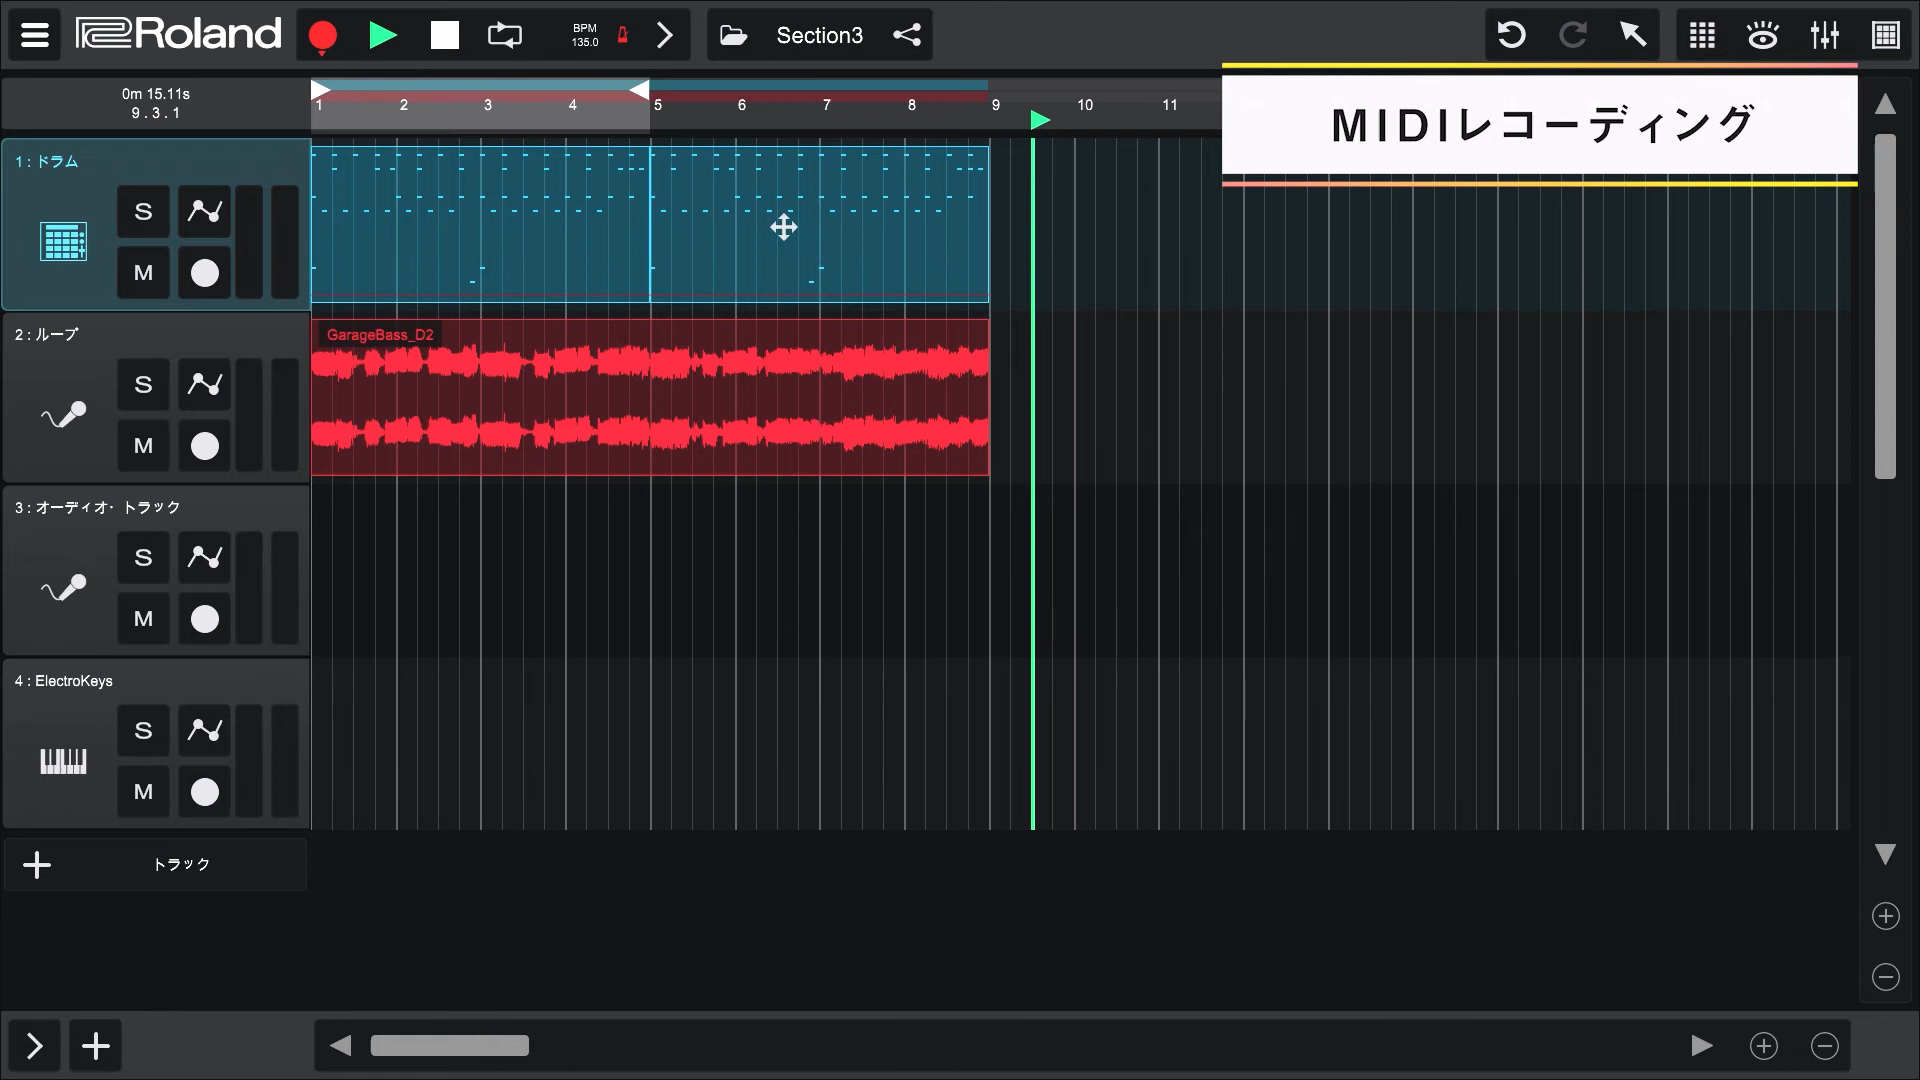 Roland
BPM
135.0
Section3
0m 15.11s
9.3.1
1 2 3 4 5 6 7 8 9 10 11
MIDIレコーディング
1 : ドラム
S
M
2 : ループ
S
M
GarageBass_D2
3 : オーディオ・トラック
S
M
4 : ElectroKeys
S
M
トラック